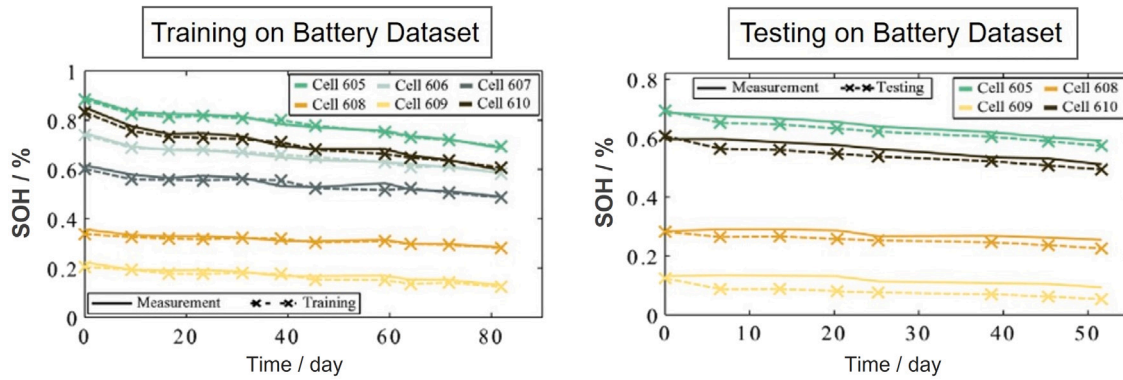 Training on Battery Dataset
SOH / %
1
0.8
0.6
0.4
0.2
0
Cell 605 Cell 606 Cell 607
Cell 608 Cell 609 Cell 610
Measurement Training
0 20 40 60 80
Time / day
Testing on Battery Dataset
SOH / %
0.8
0.6
0.4
0.2
0
Measurement Testing
Cell 605 Cell 608
Cell 609 Cell 610
0 10 20 30 40 50
Time / day